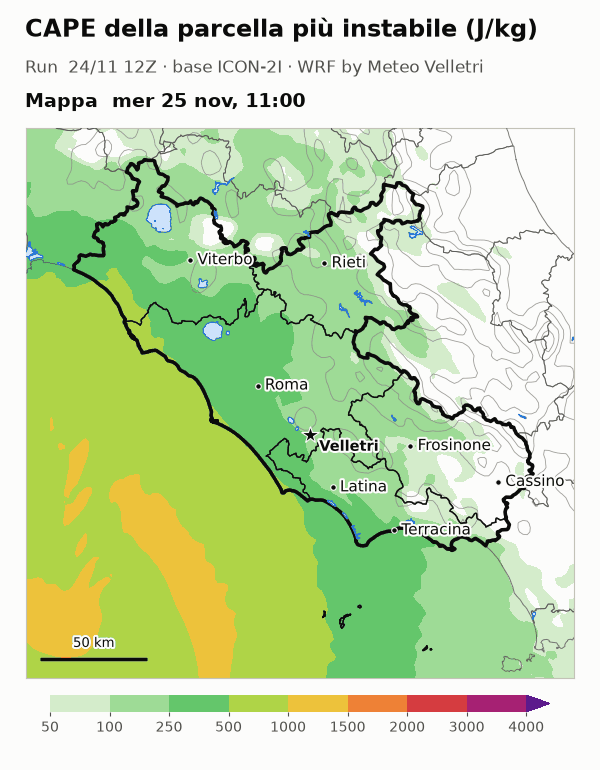 CAPE della parcella più instabile (J/kg)
Run  24/11 12Z · base ICON-2I · WRF by Meteo Velletri
Mappa  mer 25 nov, 11:00
Viterbo
Rieti
Roma
Velletri
Frosinone
Cassino
Latina
Terracina
50 km
50 100 250 500 1000 1500 2000 3000 4000